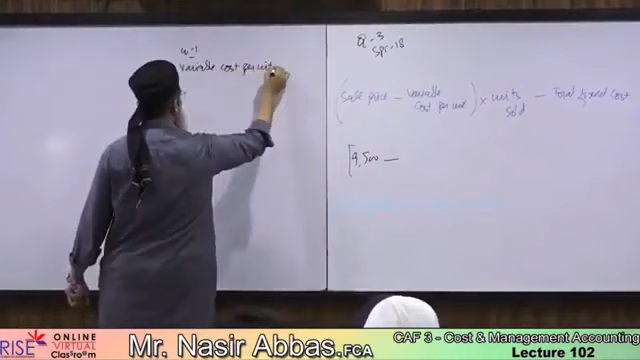 W-1
Variable cost per unit
Q-3
Spr-18
(Sale price - Variable cost per unit) × units sold - Total fixed cost
[9,500 —
RISE
ONLINE
VIRTUAL
Classroom
Mr. Nasir Abbas.FCA
CAF 3 - Cost & Management Accounting
Lecture 102